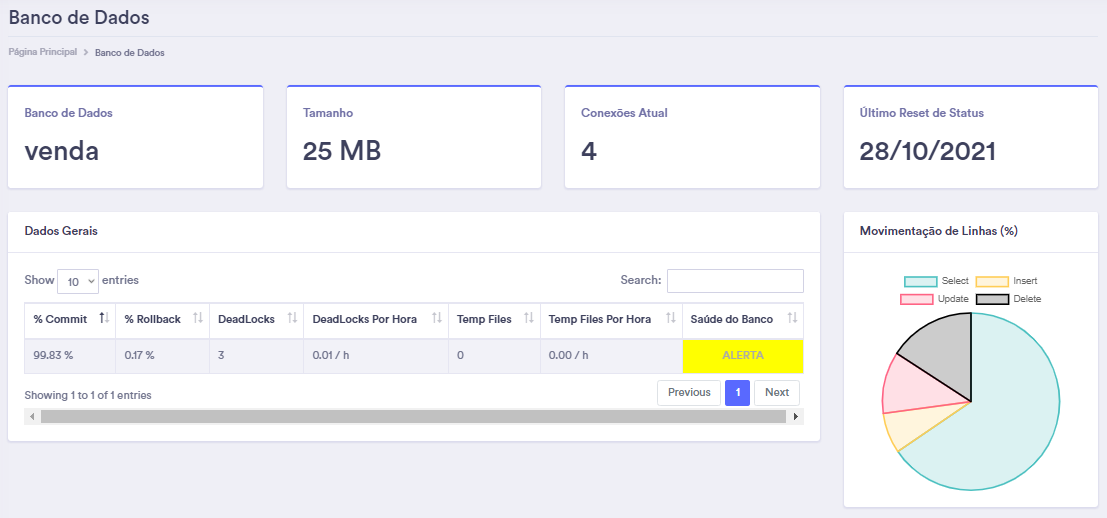 Banco de Dados
Página Principal > Banco de Dados
Banco de Dados
venda
Tamanho
25 MB
Conexões Atual
4
Último Reset de Status
28/10/2021
Dados Gerais
Show 10 entries
Search:
% Commit % Rollback DeadLocks DeadLocks Por Hora Temp Files Temp Files Por Hora Saúde do Banco
99.83 % 0.17 % 3 0.01 / h 0 0.00 / h ALERTA
Showing 1 to 1 of 1 entries
Previous 1 Next
Movimentação de Linhas (%)
Select Insert
Update Delete